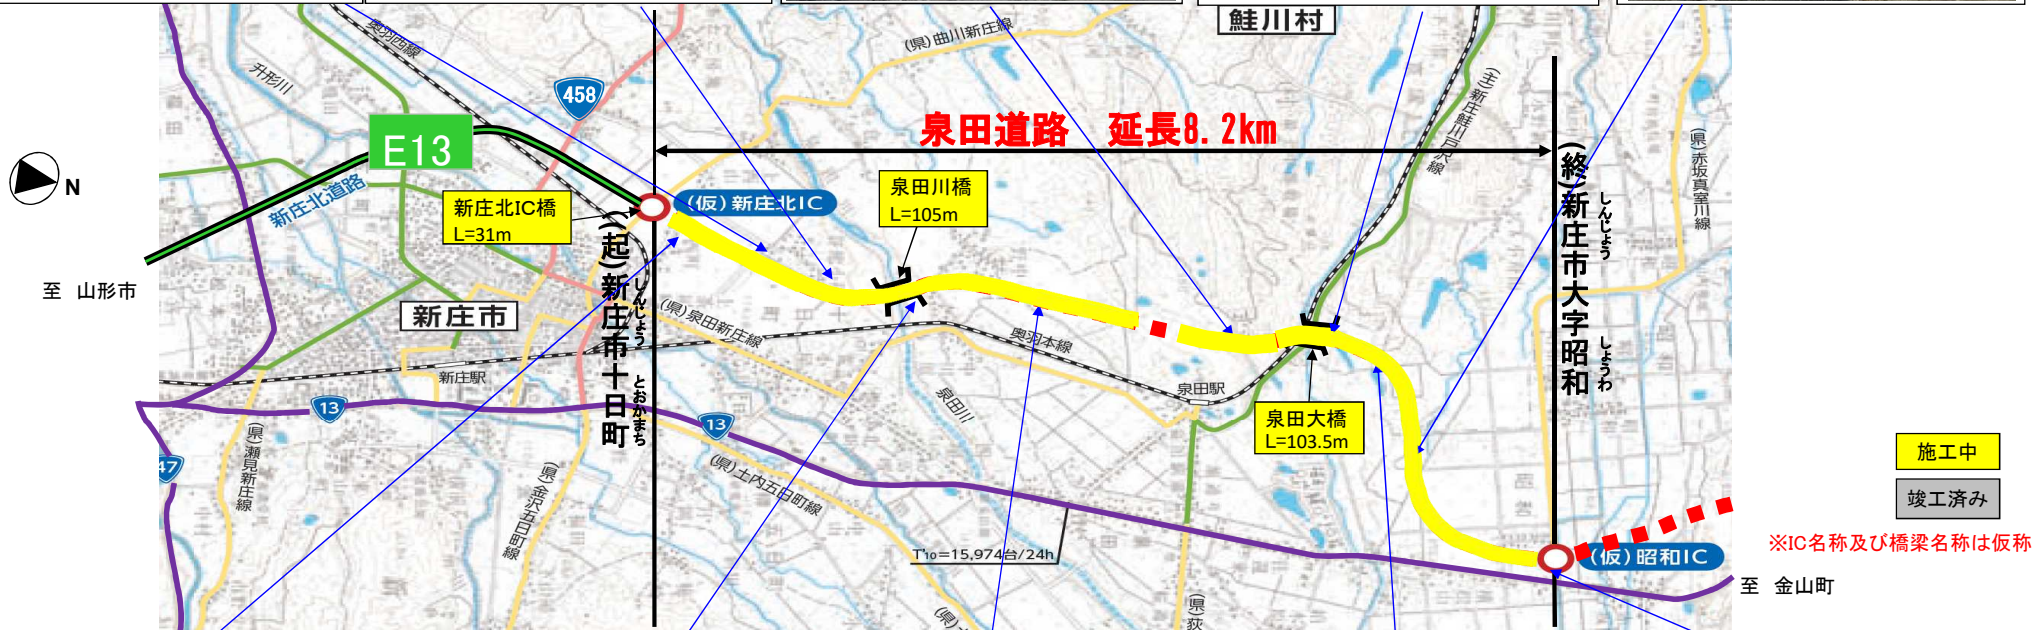 鮭川村
(県)曲川新庄線
奥羽西線
升形川
458
泉田道路 延長8.2km
(主)新庄鮭川戸沢線
(県)赤坂真室川線
E13
N
新庄北道路
新庄北IC橋
L=31m
(仮)新庄北IC
泉田川橋
L=105m
(起)新庄市十日町
しんじょう
とおかまち
(終)新庄市大字昭和
しんじょう
しょうわ
至 山形市
新庄市
(県)泉田新庄線
奥羽本線
新庄駅
泉田駅
泉田川
泉田大橋
L=103.5m
13
13
47
(県)瀬見新庄線
(県)金沢五日町線
(県)土内五日町線
T'10=15,974台/24h
施工中
竣工済み
※IC名称及び橋梁名称は仮称
(仮)昭和IC
至 金山町
(県)荻